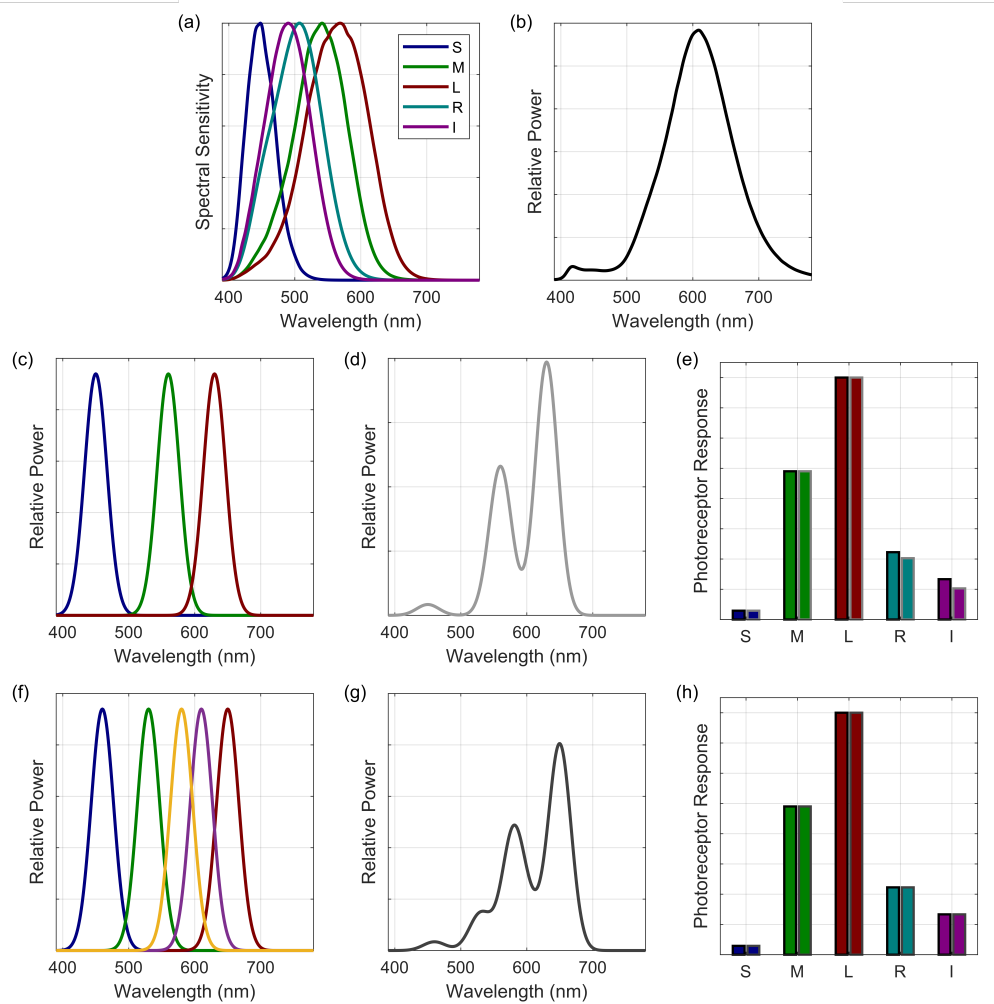 (a)
Spectral Sensitivity
S
M
L
R
I
400 500 600 700
Wavelength (nm)
(b)
Relative Power
400 500 600 700
Wavelength (nm)
(c)
Relative Power
400 500 600 700
Wavelength (nm)
(d)
Relative Power
400 500 600 700
Wavelength (nm)
(e)
Photoreceptor Response
S M L R I
(f)
Relative Power
400 500 600 700
Wavelength (nm)
(g)
Relative Power
400 500 600 700
Wavelength (nm)
(h)
Photoreceptor Response
S M L R I